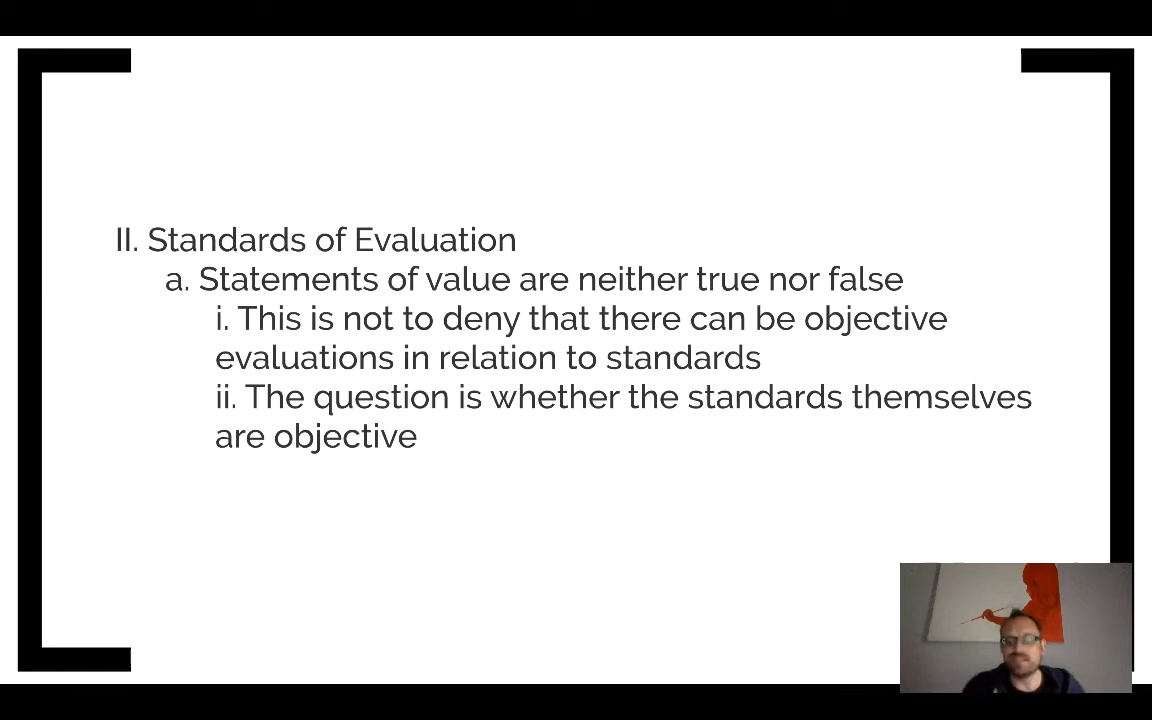 II. Standards of Evaluation
a. Statements of value are neither true nor false
i. This is not to deny that there can be objective
evaluations in relation to standards
ii. The question is whether the standards themselves
are objective